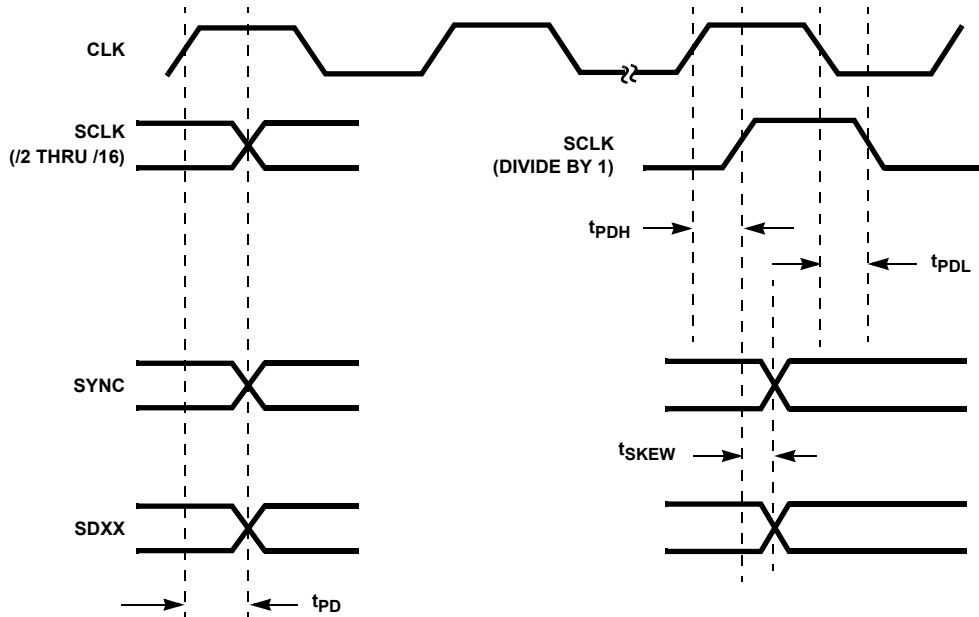 CLK
SCLK
(/2 THRU /16)
SCLK
(DIVIDE BY 1)
tPDH
tPDL
SYNC
tSKEW
SDXX
tPD